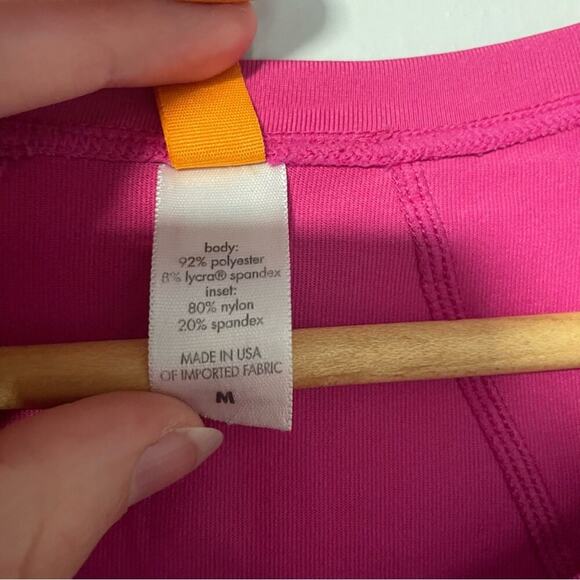 body:
92% polyester
8% lycra® spandex
inset:
80% nylon
20% spandex
MADE IN USA
OF IMPORTED FABRIC
M